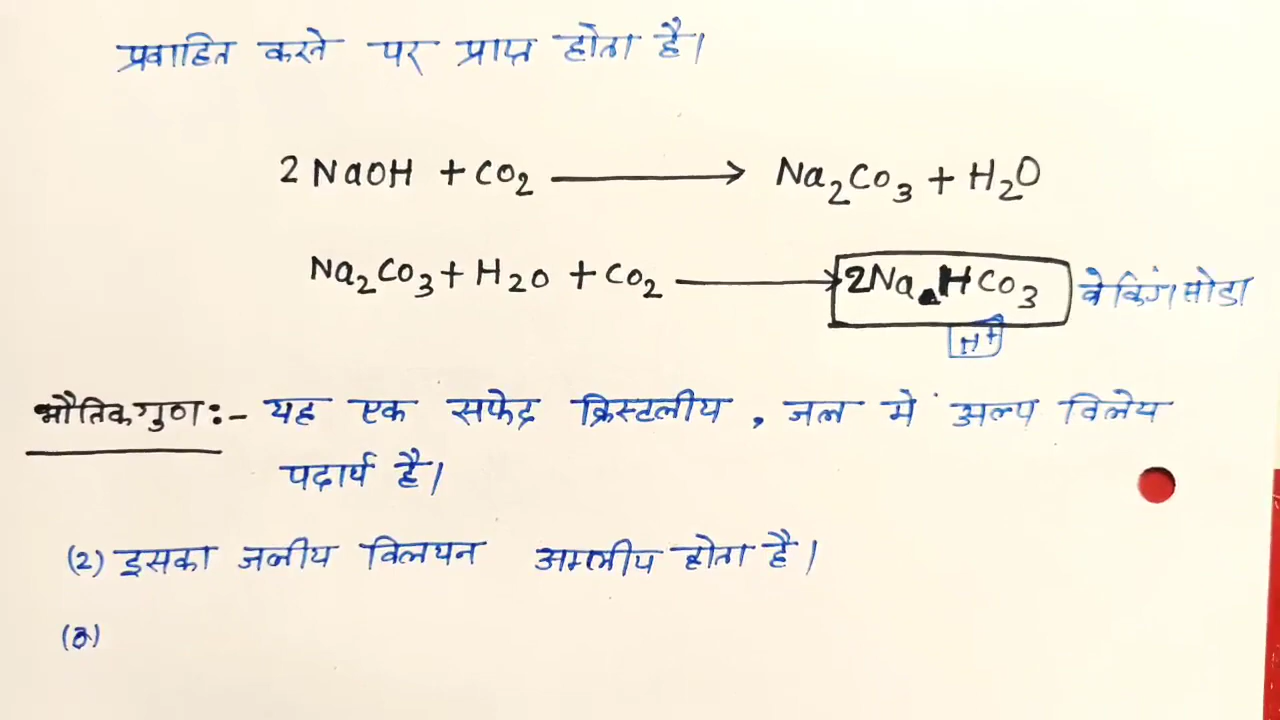 प्रवाहित करने पर प्राप्त होता है।
2 NaOH + CO2 ⟶ Na2CO3 + H2O
Na2CO3 + H2O + CO2 ⟶ 2NaHCO3 बेकिंग सोडा
H+
भौतिक गुण :- यह एक सफेद क्रिस्टलीय , जल में अल्प विलेय
पदार्थ है।
(2) इसका जलीय विलयन अम्लीय होता है।
(3)